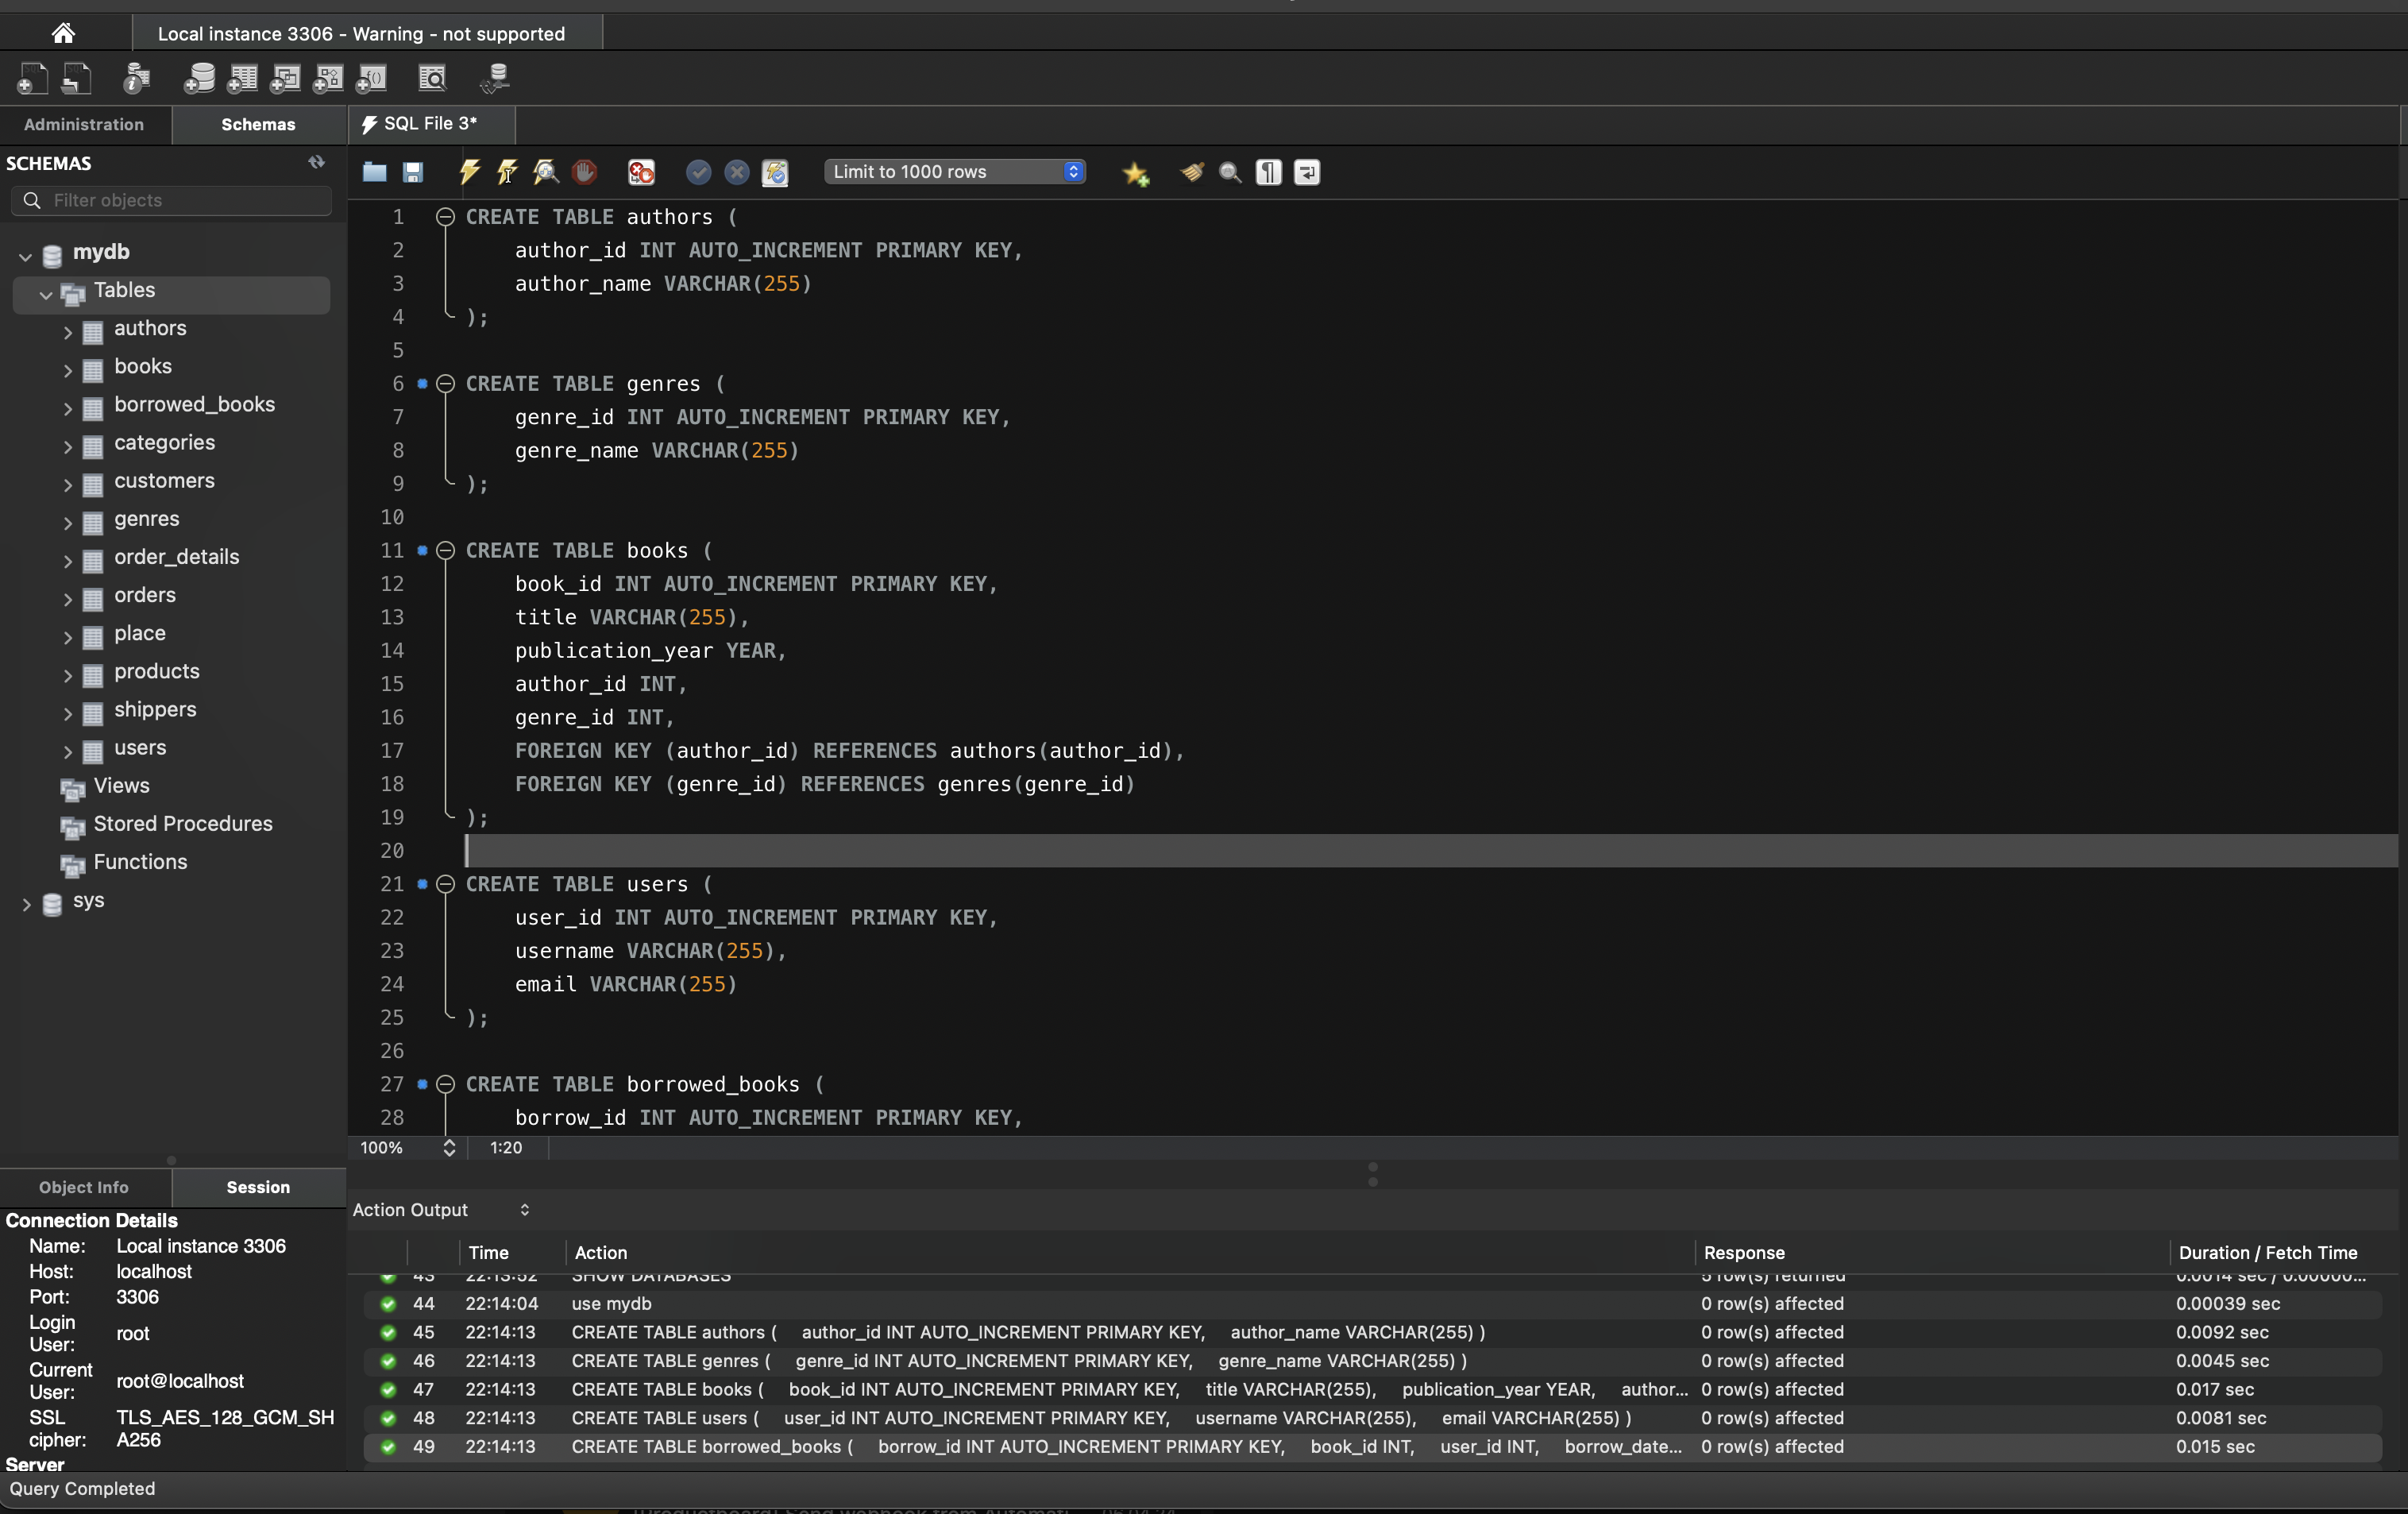 Local instance 3306 - Warning - not supported
Administration
Schemas
SQL File 3*
SCHEMAS
Filter objects
Limit to 1000 rows
mydb
Tables
authors
books
borrowed_books
categories
customers
genres
order_details
orders
place
products
shippers
users
Views
Stored Procedures
Functions
sys
1 CREATE TABLE authors (
2 author_id INT AUTO_INCREMENT PRIMARY KEY,
3 author_name VARCHAR(255)
4 );
5
6 CREATE TABLE genres (
7 genre_id INT AUTO_INCREMENT PRIMARY KEY,
8 genre_name VARCHAR(255)
9 );
10
11 CREATE TABLE books (
12 book_id INT AUTO_INCREMENT PRIMARY KEY,
13 title VARCHAR(255),
14 publication_year YEAR,
15 author_id INT,
16 genre_id INT,
17 FOREIGN KEY (author_id) REFERENCES authors(author_id),
18 FOREIGN KEY (genre_id) REFERENCES genres(genre_id)
19 );
20
21 CREATE TABLE users (
22 user_id INT AUTO_INCREMENT PRIMARY KEY,
23 username VARCHAR(255),
24 email VARCHAR(255)
25 );
26
27 CREATE TABLE borrowed_books (
28 borrow_id INT AUTO_INCREMENT PRIMARY KEY,
100% 1:20
Object Info
Session
Connection Details
Name: Local instance 3306
Host: localhost
Port: 3306
Login
User: root
Current
User: root@localhost
SSL TLS_AES_128_GCM_SH
cipher: A256
Server
Action Output
Time Action Response Duration / Fetch Time
43 22:13:52 SHOW DATABASES 5 row(s) returned 0.0014 sec / 0.00000...
44 22:14:04 use mydb 0 row(s) affected 0.00039 sec
45 22:14:13 CREATE TABLE authors ( author_id INT AUTO_INCREMENT PRIMARY KEY, author_name VARCHAR(255) ) 0 row(s) affected 0.0092 sec
46 22:14:13 CREATE TABLE genres ( genre_id INT AUTO_INCREMENT PRIMARY KEY, genre_name VARCHAR(255) ) 0 row(s) affected 0.0045 sec
47 22:14:13 CREATE TABLE books ( book_id INT AUTO_INCREMENT PRIMARY KEY, title VARCHAR(255), publication_year YEAR, author... 0 row(s) affected 0.017 sec
48 22:14:13 CREATE TABLE users ( user_id INT AUTO_INCREMENT PRIMARY KEY, username VARCHAR(255), email VARCHAR(255) ) 0 row(s) affected 0.0081 sec
49 22:14:13 CREATE TABLE borrowed_books ( borrow_id INT AUTO_INCREMENT PRIMARY KEY, book_id INT, user_id INT, borrow_date... 0 row(s) affected 0.015 sec
Query Completed